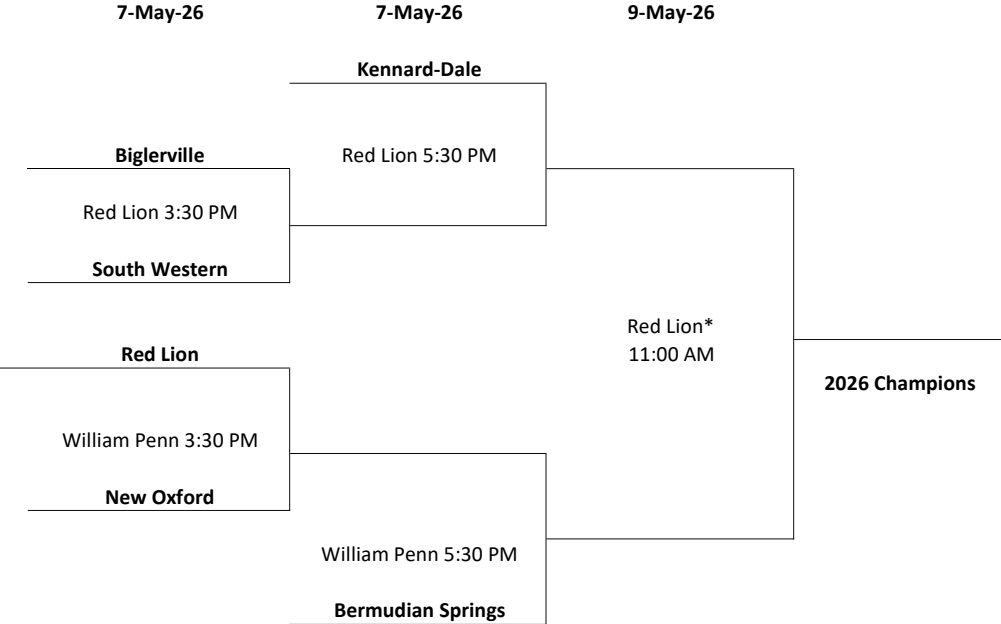 7-May-26
7-May-26
9-May-26
Kennard-Dale
Biglerville
Red Lion 5:30 PM
Red Lion 3:30 PM
South Western
Red Lion*
11:00 AM
Red Lion
2026 Champions
William Penn 3:30 PM
New Oxford
William Penn 5:30 PM
Bermudian Springs